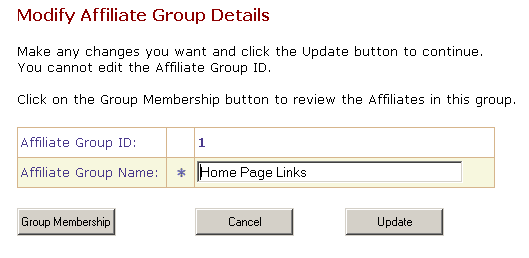 Modify Affiliate Group Details
Make any changes you want and click the Update button to continue.
You cannot edit the Affiliate Group ID.
Click on the Group Membership button to review the Affiliates in this group.
Affiliate Group ID: 1
Affiliate Group Name: * Home Page Links
Group Membership Cancel Update